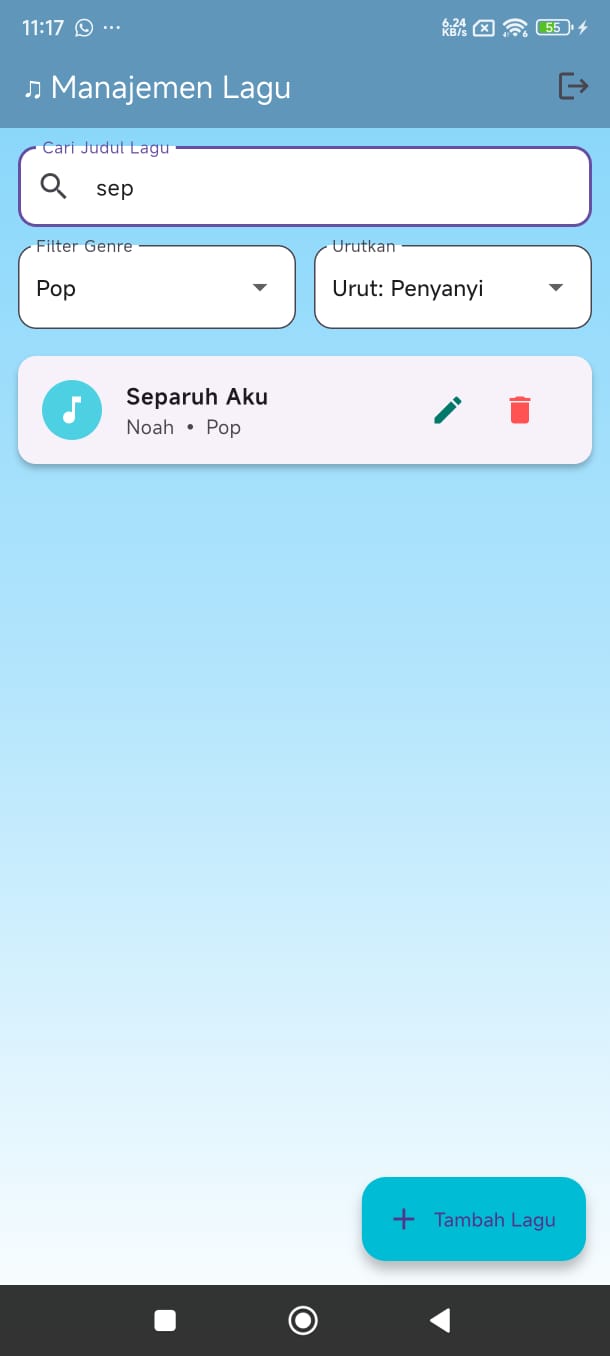 11:17 ... 6.24 KB/s 6 55
♫ Manajemen Lagu
Cari Judul Lagu
sep
Filter Genre Urutkan
Pop Urut: Penyanyi
Separuh Aku
Noah • Pop
+ Tambah Lagu